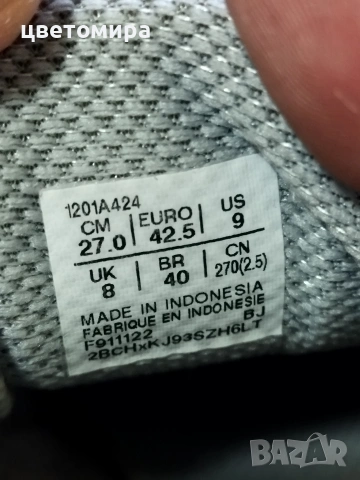 цветомира
1201A424
CM 27.0 EURO 42.5 US 9
UK 8 BR 40 CN 270(2.5)
MADE IN INDONESIA
FABRIQUE EN INDONESIE
F911122 BJ
2BCHxKJ93SZH6LT
BAZAR